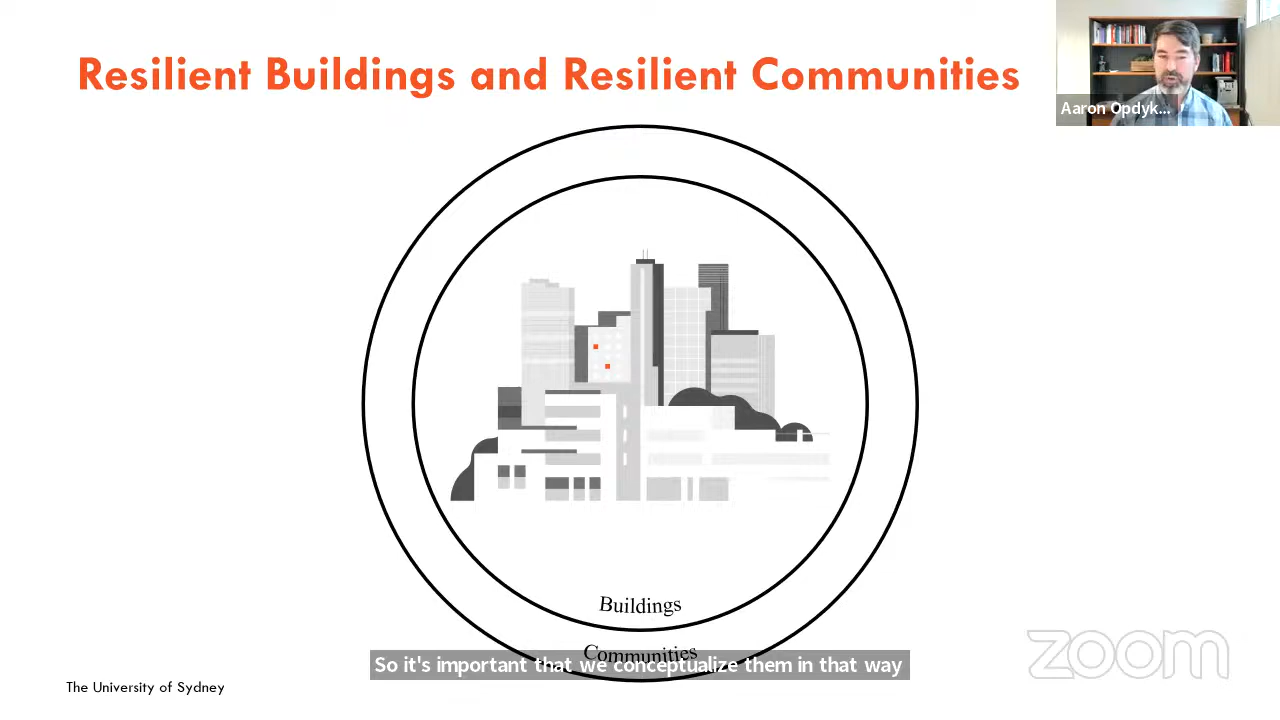 Resilient Buildings and Resilient Communities
Aaron Opdyk...
Buildings
Communities
So it's important that we conceptualize them in that way
The University of Sydney
zoom